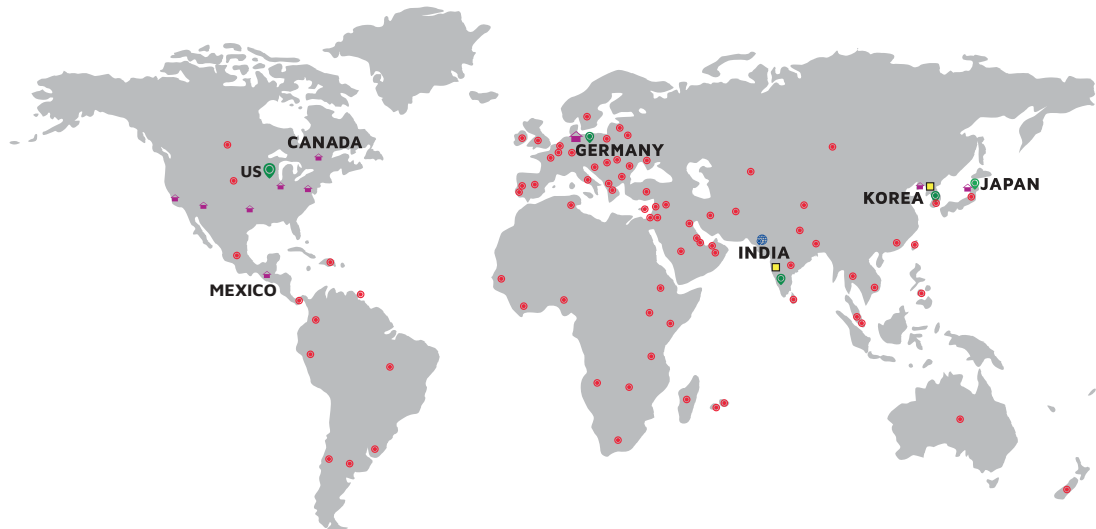 CANADA
US
GERMANY
JAPAN
KOREA
INDIA
MEXICO